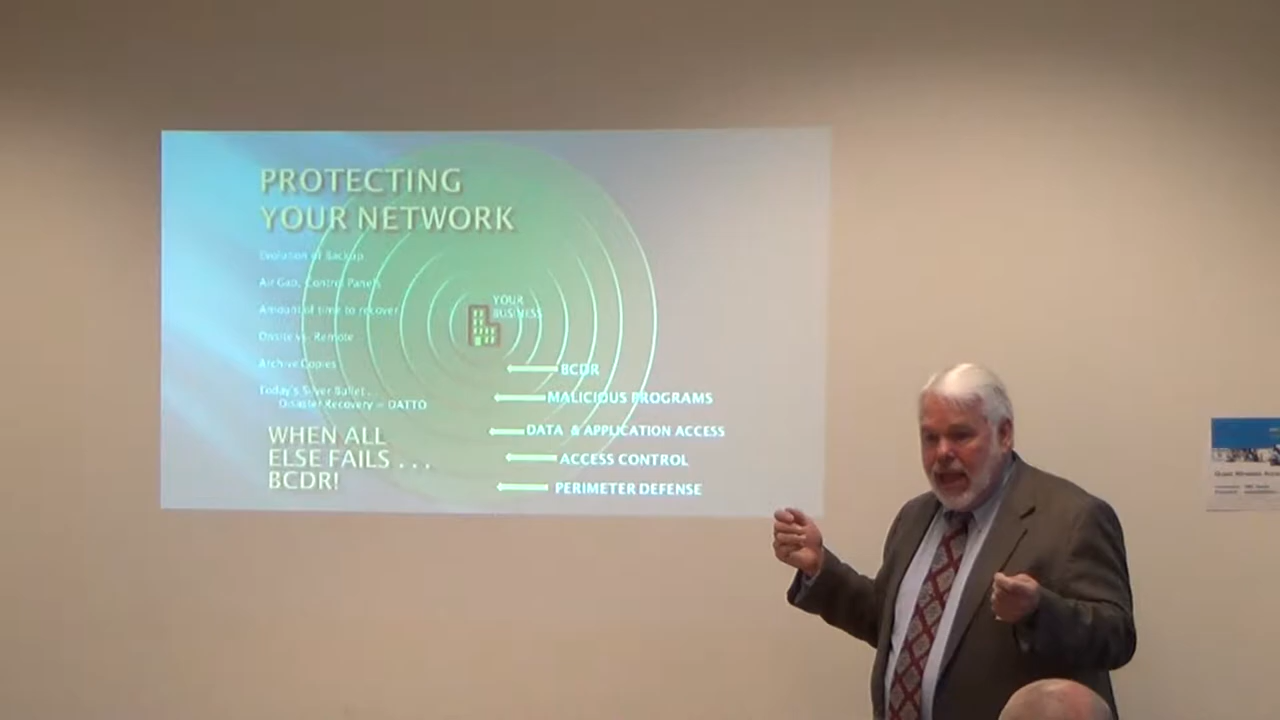 PROTECTING
YOUR NETWORK
Evolution of Backup
Air Gap, Control Panels
Amount of time to recover
Onsite vs. Remote
Archive Copies
Today's Silver Bullet . .
Disaster Recovery = DATTO
WHEN ALL
ELSE FAILS . . .
BCDR!
YOUR
BUSINESS
BCDR
MALICIOUS PROGRAMS
DATA & APPLICATION ACCESS
ACCESS CONTROL
PERIMETER DEFENSE